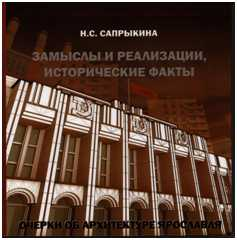 Н.С. САПРЫКИНА
ЗАМЫСЛЫ И РЕАЛИЗАЦИИ,
ИСТОРИЧЕСКИЕ ФАКТЫ
ОЧЕРКИ ОБ АРХИТЕКТУРЕ ЯРОСЛАВЛЯ